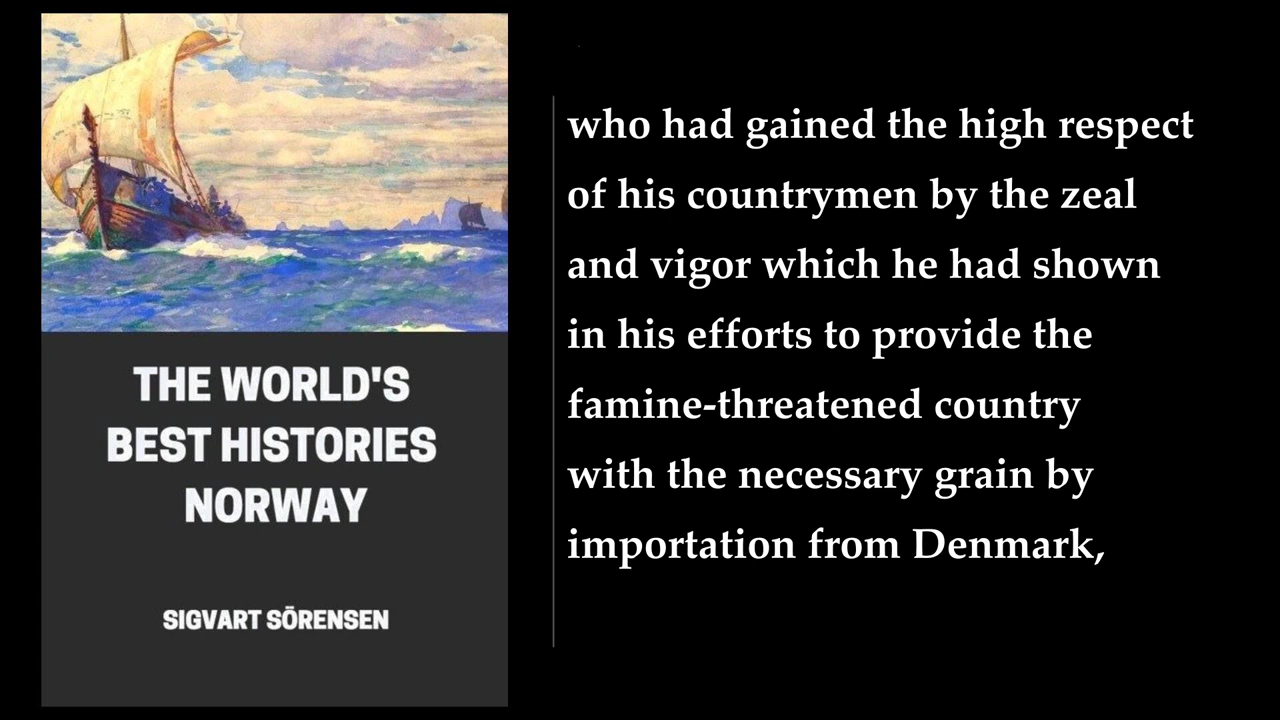 THE WORLD'S
BEST HISTORIES
NORWAY
SIGVART SÖRENSEN
who had gained the high respect
of his countrymen by the zeal
and vigor which he had shown
in his efforts to provide the
famine-threatened country
with the necessary grain by
importation from Denmark,